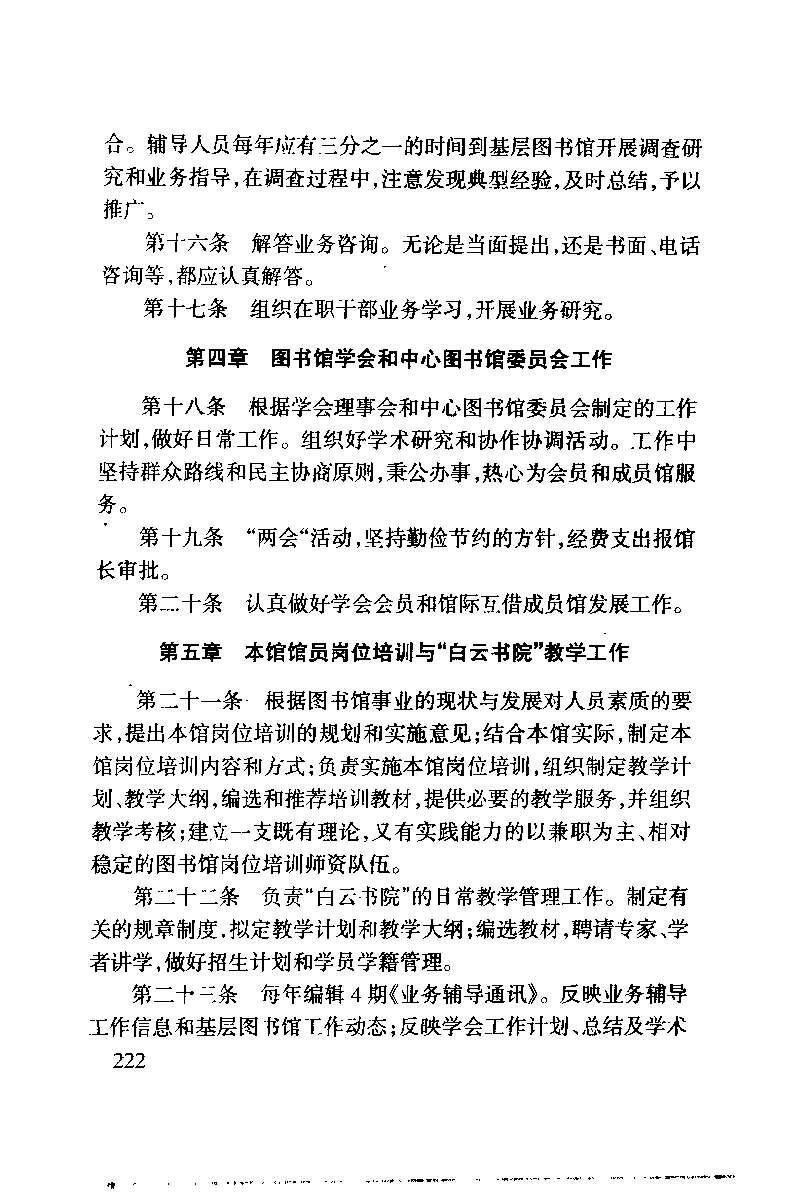 合。辅导人员每年应有三分之一的时间到基层图书馆开展调查研
究和业务指导,在调查过程中,注意发现典型经验,及时总结,予以
推广。
第十六条　解答业务咨询。无论是当面提出,还是书面、电话
咨询等,都应认真解答。
第十七条　组织在职干部业务学习,开展业务研究。
第四章　图书馆学会和中心图书馆委员会工作
第十八条　根据学会理事会和中心图书馆委员会制定的工作
计划,做好日常工作。组织好学术研究和协作协调活动。工作中
坚持群众路线和民主协商原则,秉公办事,热心为会员和成员馆服
务。
第十九条　“两会“活动,坚持勤俭节约的方针,经费支出报馆
长审批。
第二十条　认真做好学会会员和馆际互借成员馆发展工作。
第五章　本馆馆员岗位培训与“白云书院”教学工作
第二十一条　根据图书馆事业的现状与发展对人员素质的要
求,提出本馆岗位培训的规划和实施意见;结合本馆实际,制定本
馆岗位培训内容和方式;负责实施本馆岗位培训,组织制定教学计
划、教学大纲,编选和推荐培训教材,提供必要的教学服务,并组织
教学考核;建立一支既有理论,又有实践能力的以兼职为主、相对
稳定的图书馆岗位培训师资队伍。
第二十二条　负责“白云书院”的日常教学管理工作。制定有
关的规章制度,拟定教学计划和教学大纲;编选教材,聘请专家、学
者讲学,做好招生计划和学员学籍管理。
第二十三条　每年编辑4期《业务辅导通讯》。反映业务辅导
工作信息和基层图书馆工作动态;反映学会工作计划、总结及学术
222